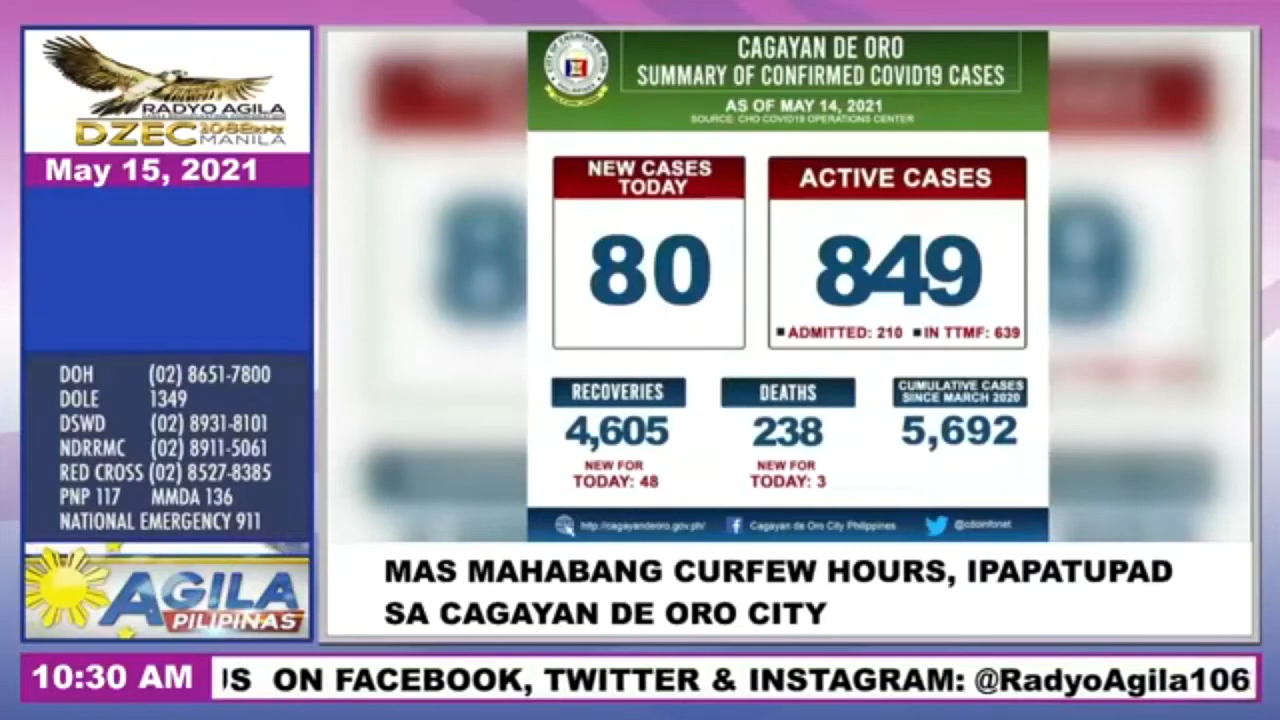 RADYO AGILA
DZEC 1062kHz
MANILA
May 15, 2021
DOH (02) 8651-7800
DOLE 1349
DSWD (02) 8931-8101
NDRRMC (02) 8911-5061
RED CROSS (02) 8527-8385
PNP 117 MMDA 136
NATIONAL EMERGENCY 911
AGILA
PILIPINAS
CAGAYAN DE ORO
SUMMARY OF CONFIRMED COVID19 CASES
AS OF MAY 14, 2021
SOURCE: CHO COVID19 OPERATIONS CENTER
NEW CASES
TODAY
80
ACTIVE CASES
849
ADMITTED: 210 IN TTMF: 639
RECOVERIES
4,605
NEW FOR
TODAY: 48
DEATHS
238
NEW FOR
TODAY: 3
CUMULATIVE CASES
SINCE MARCH 2020
5,692
http://cagayandeoro.gov.ph/ Cagayan de Oro City Philippines @cdoinfonet
MAS MAHABANG CURFEW HOURS, IPAPATUPAD
SA CAGAYAN DE ORO CITY
10:30 AM
US ON FACEBOOK, TWITTER & INSTAGRAM: @RadyoAgila106